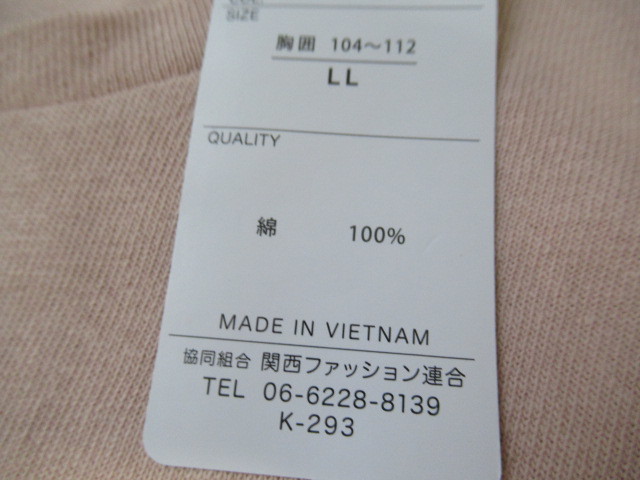 SIZE
胸囲 104～112
LL
QUALITY
綿 100%
MADE IN VIETNAM
協同組合 関西ファッション連合
TEL 06-6228-8139
K-293